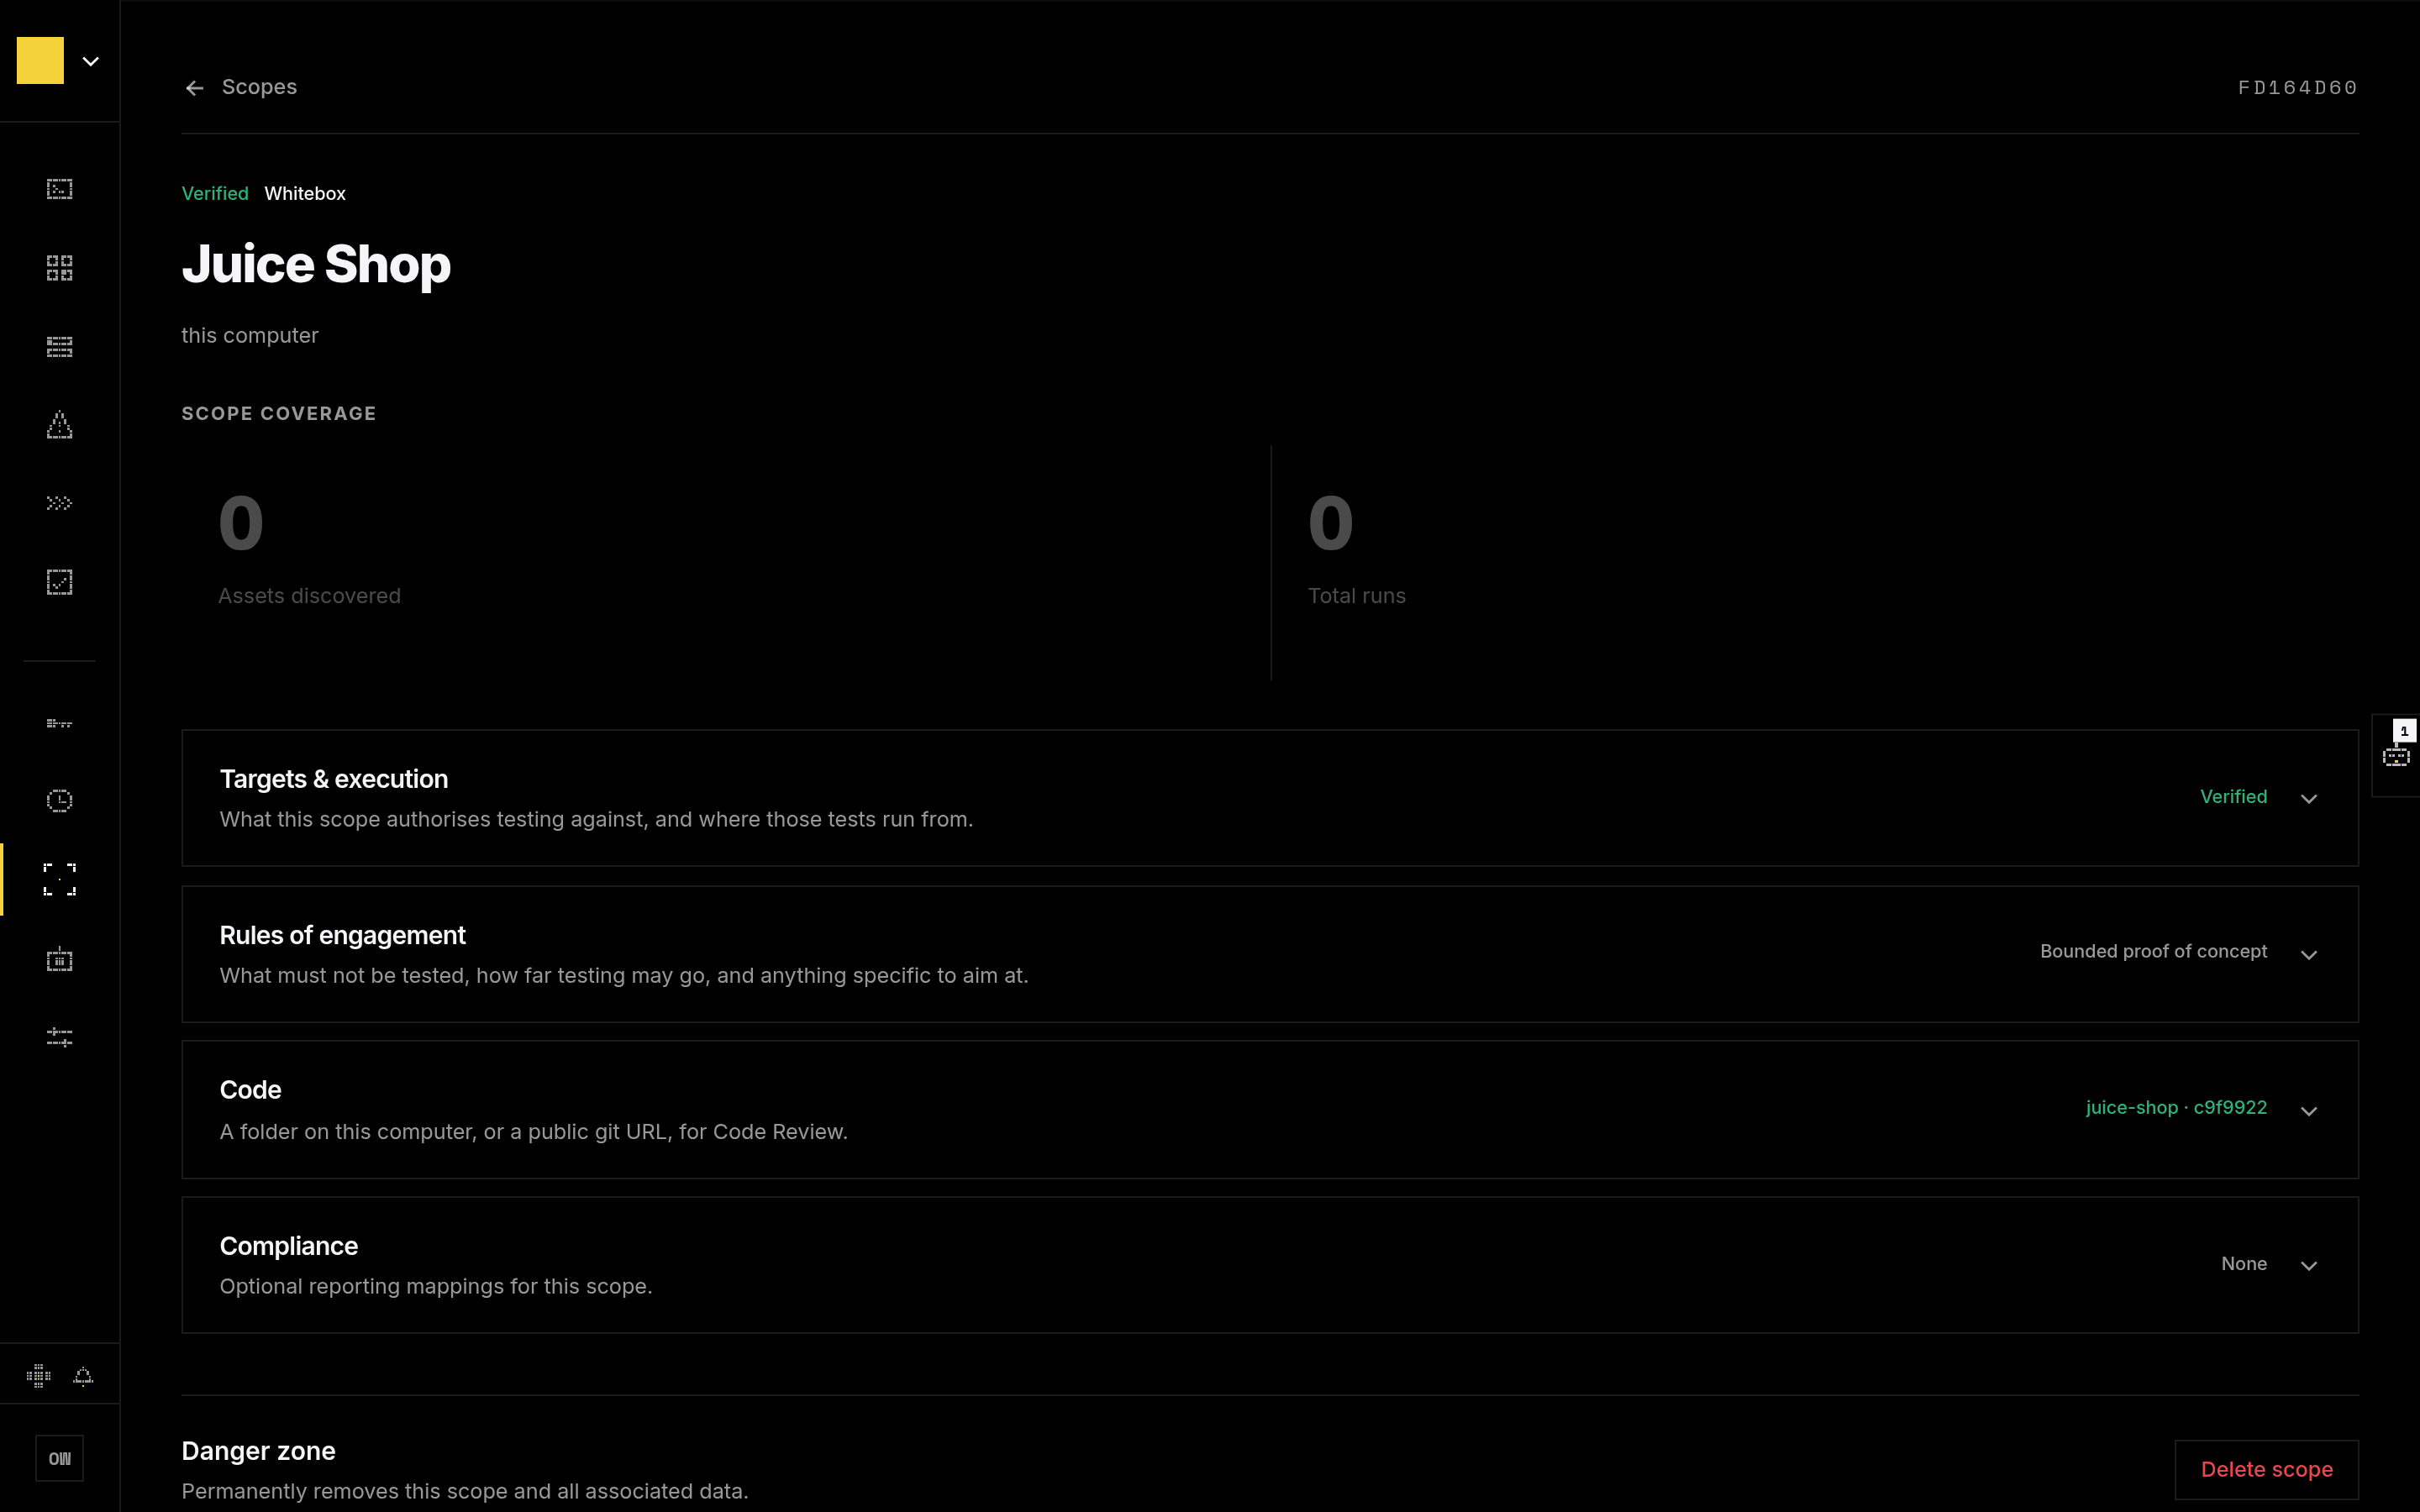 Scopes
FD164D60
Verified Whitebox
Juice Shop
this computer
SCOPE COVERAGE
0
Assets discovered
0
Total runs
1
Targets & execution
What this scope authorises testing against, and where those tests run from.
Verified
Rules of engagement
What must not be tested, how far testing may go, and anything specific to aim at.
Bounded proof of concept
Code
A folder on this computer, or a public git URL, for Code Review.
juice-shop · c9f9922
Compliance
Optional reporting mappings for this scope.
None
Danger zone
Permanently removes this scope and all associated data.
Delete scope
OW